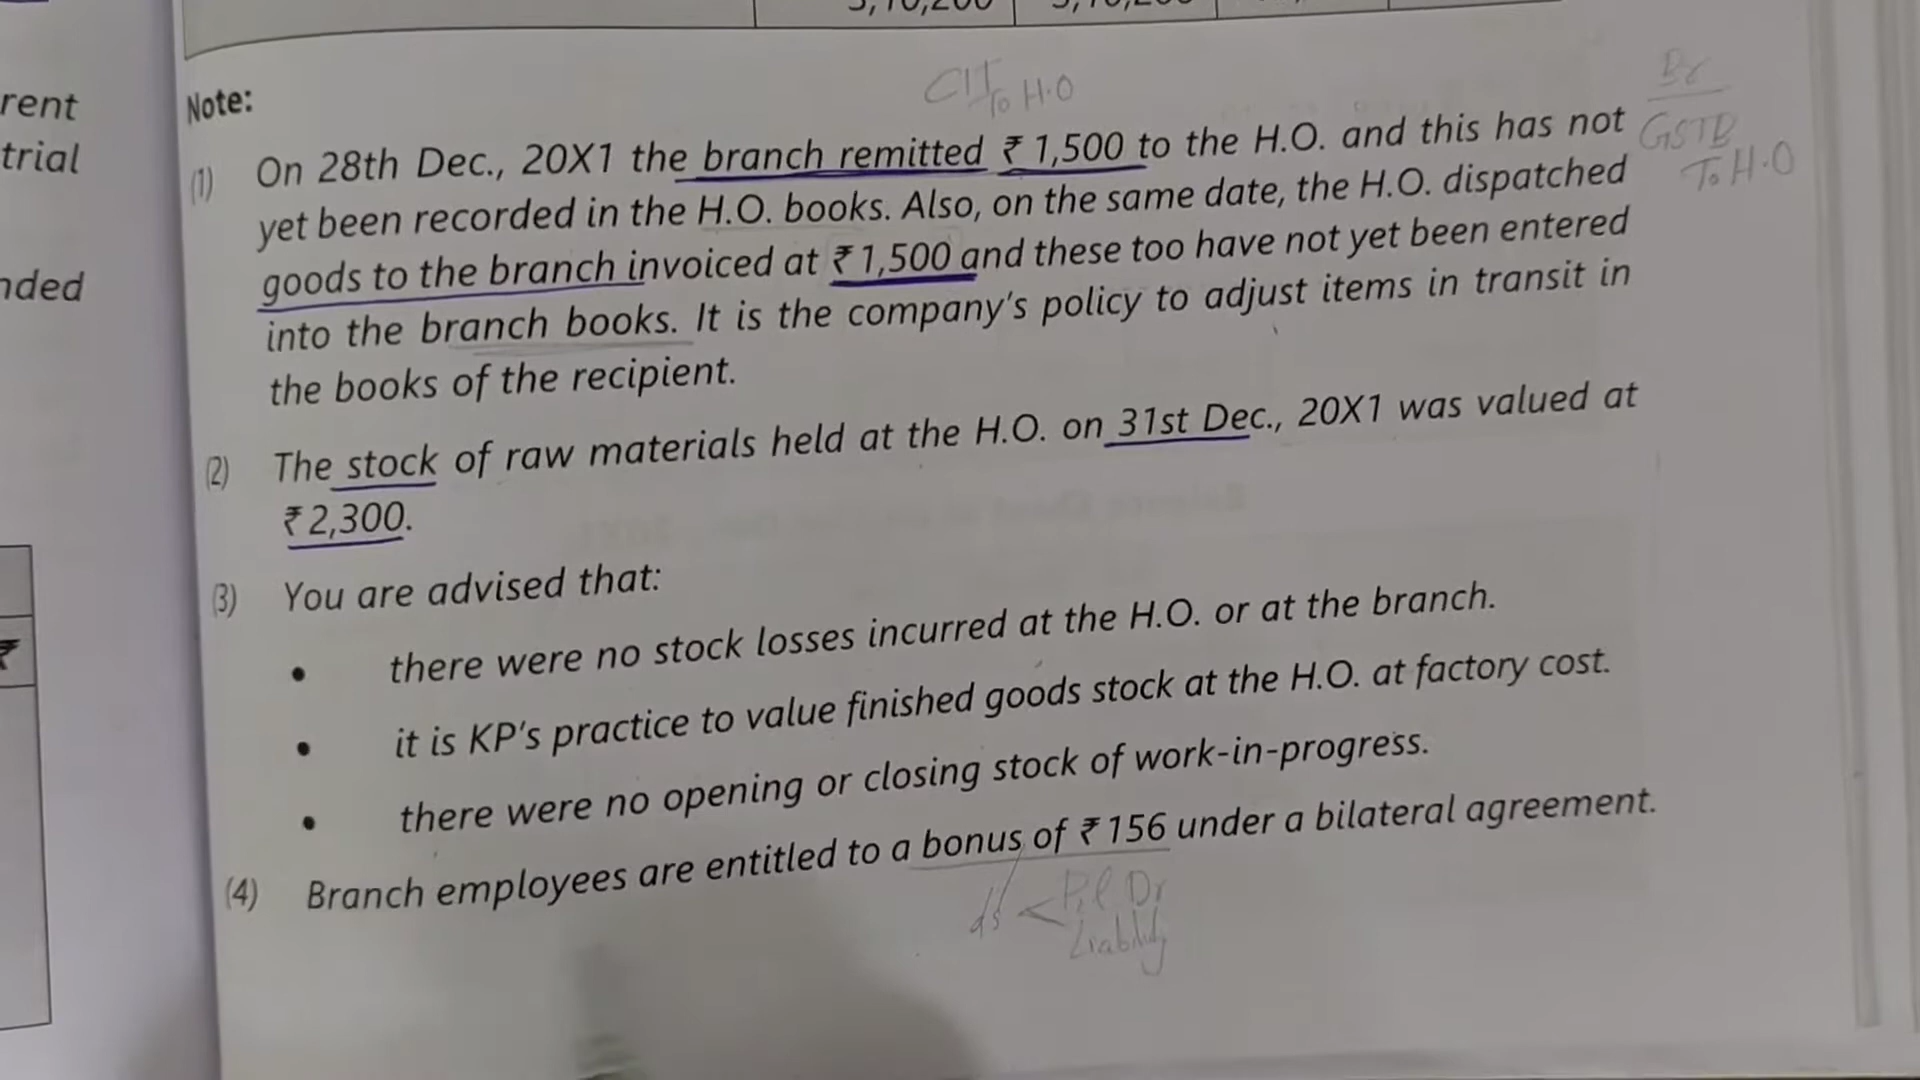 rent
trial
nded
₹
Note:
CIT
To H.O
Br
GSTB
To H.O
(1) On 28th Dec., 20X1 the branch remitted ₹ 1,500 to the H.O. and this has not
yet been recorded in the H.O. books. Also, on the same date, the H.O. dispatched
goods to the branch invoiced at ₹ 1,500 and these too have not yet been entered
into the branch books. It is the company's policy to adjust items in transit in
the books of the recipient.
(2) The stock of raw materials held at the H.O. on 31st Dec., 20X1 was valued at
₹ 2,300.
(3) You are advised that:
• there were no stock losses incurred at the H.O. or at the branch.
• it is KP's practice to value finished goods stock at the H.O. at factory cost.
• there were no opening or closing stock of work-in-progress.
(4) Branch employees are entitled to a bonus of ₹ 156 under a bilateral agreement.
Dr
Liability